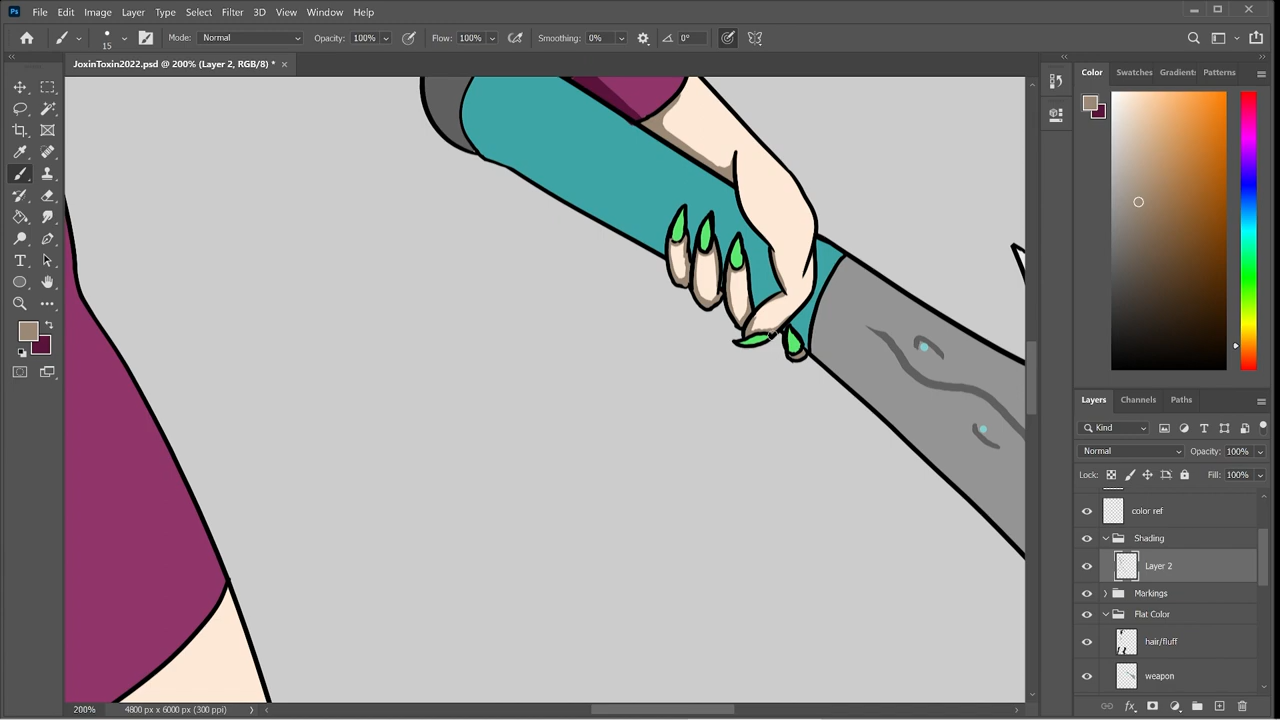 Ps File Edit Image Layer Type Select Filter 3D View Window Help
15 Mode: Normal Opacity: 100% Flow: 100% Smoothing: 0% 0°
JoxinToxin2022.psd @ 200% (Layer 2, RGB/8) * ×
Color Swatches Gradient: Patterns
Layers Channels Paths
Kind
Normal Opacity: 100%
Lock: Fill: 100%
color ref
Shading
Layer 2
Markings
Flat Color
hair/fluff
weapon
200% 4800 px x 6000 px (300 ppi)